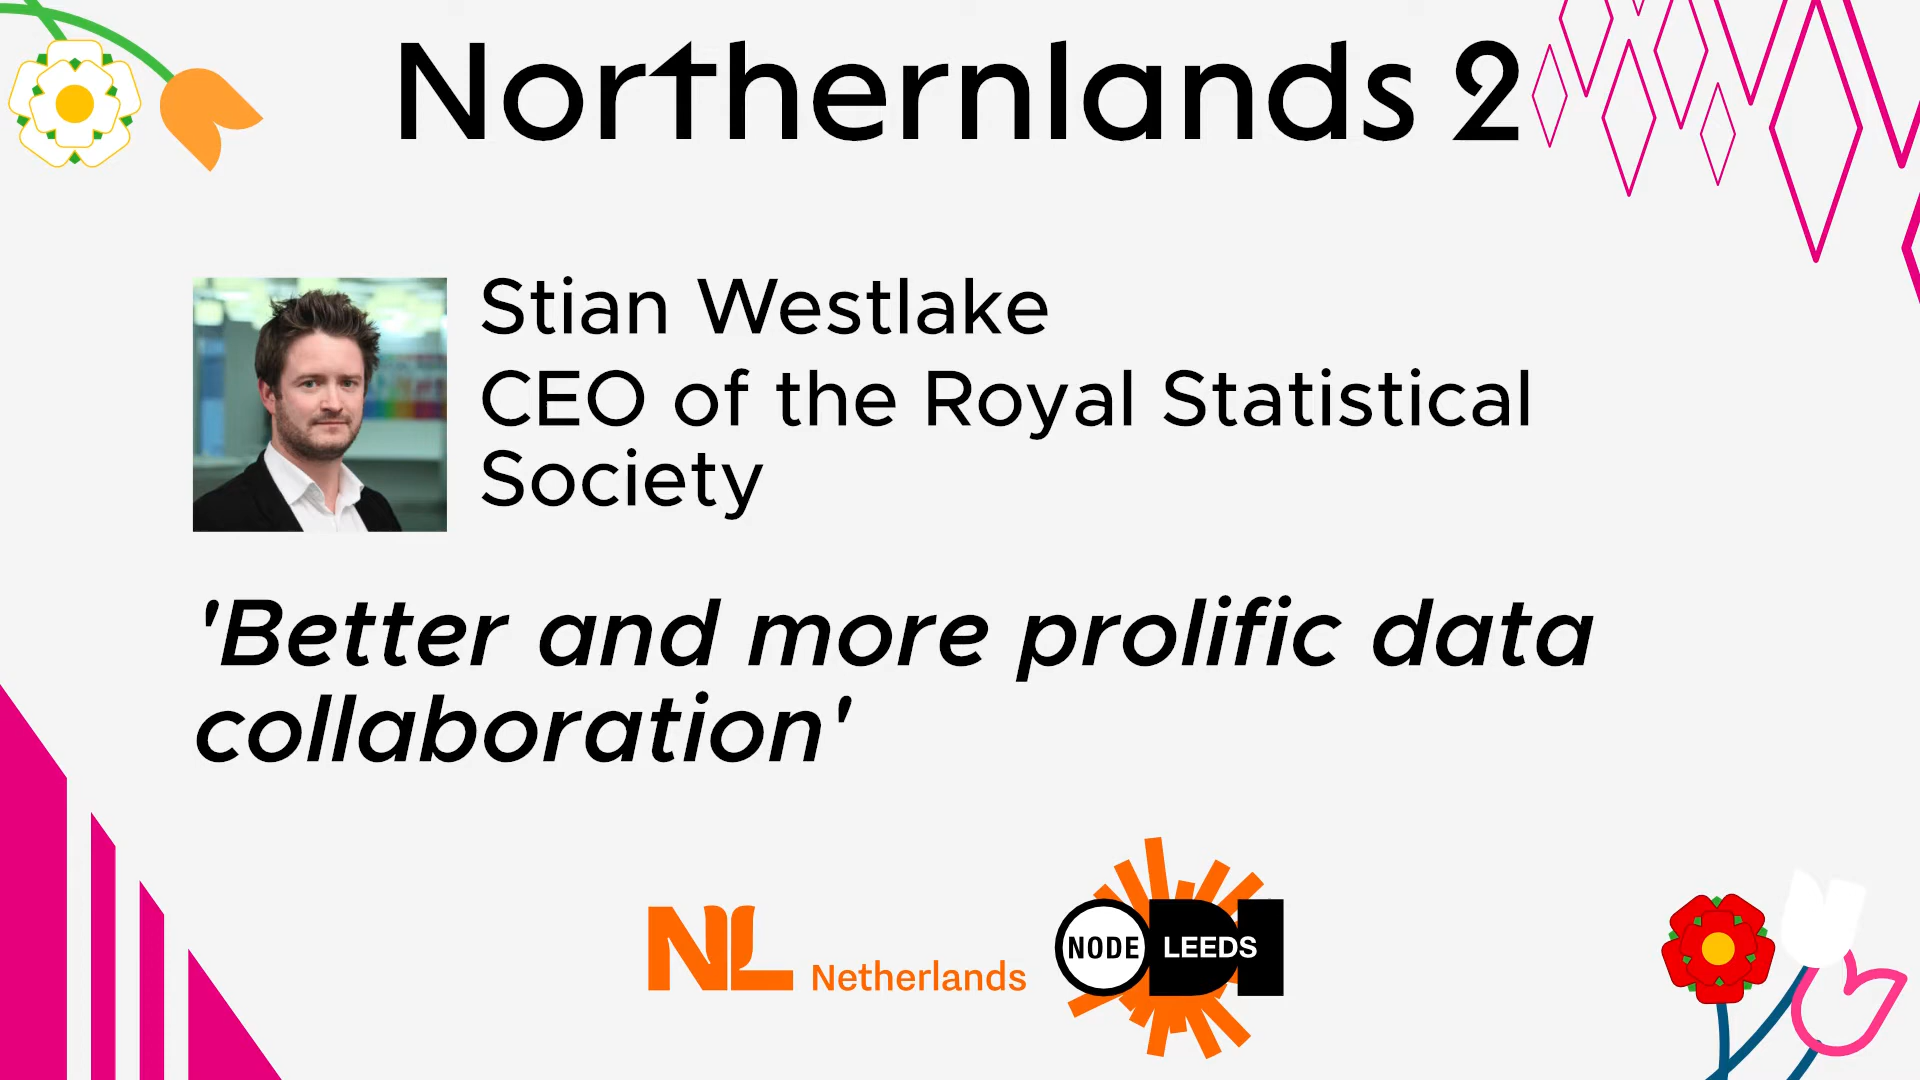 Northernlands 2
Stian Westlake
CEO of the Royal Statistical
Society
'Better and more prolific data
collaboration'
NL Netherlands
NODE LEEDS
ODI